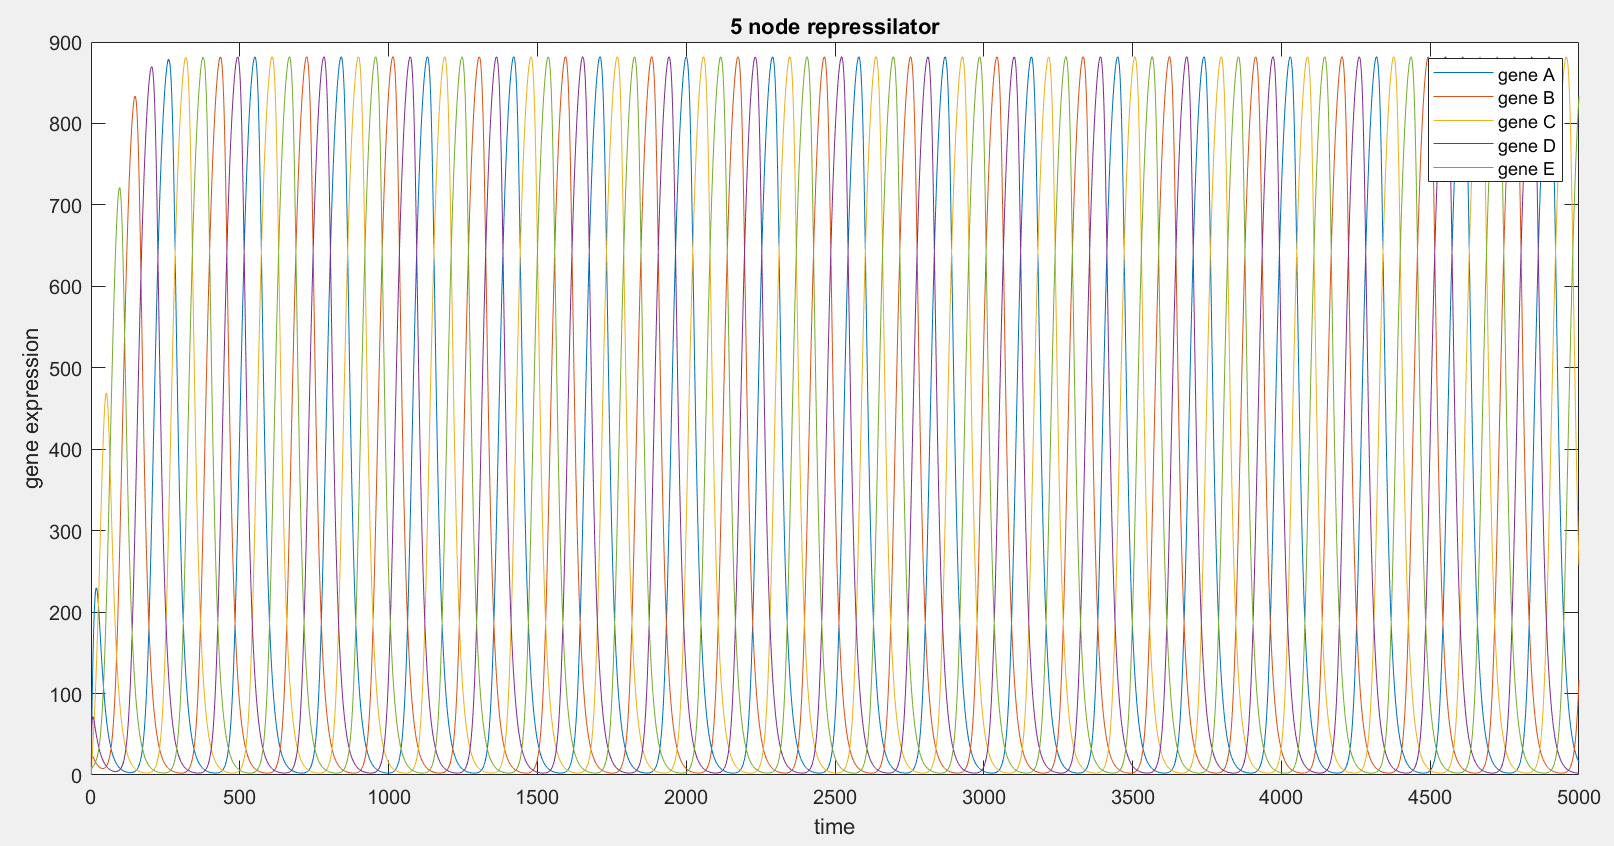 5 node repressilator
900
800
700
600
500
400
300
200
100
0
gene expression
gene A
gene B
gene C
gene D
gene E
0 500 1000 1500 2000 2500 3000 3500 4000 4500 5000
time